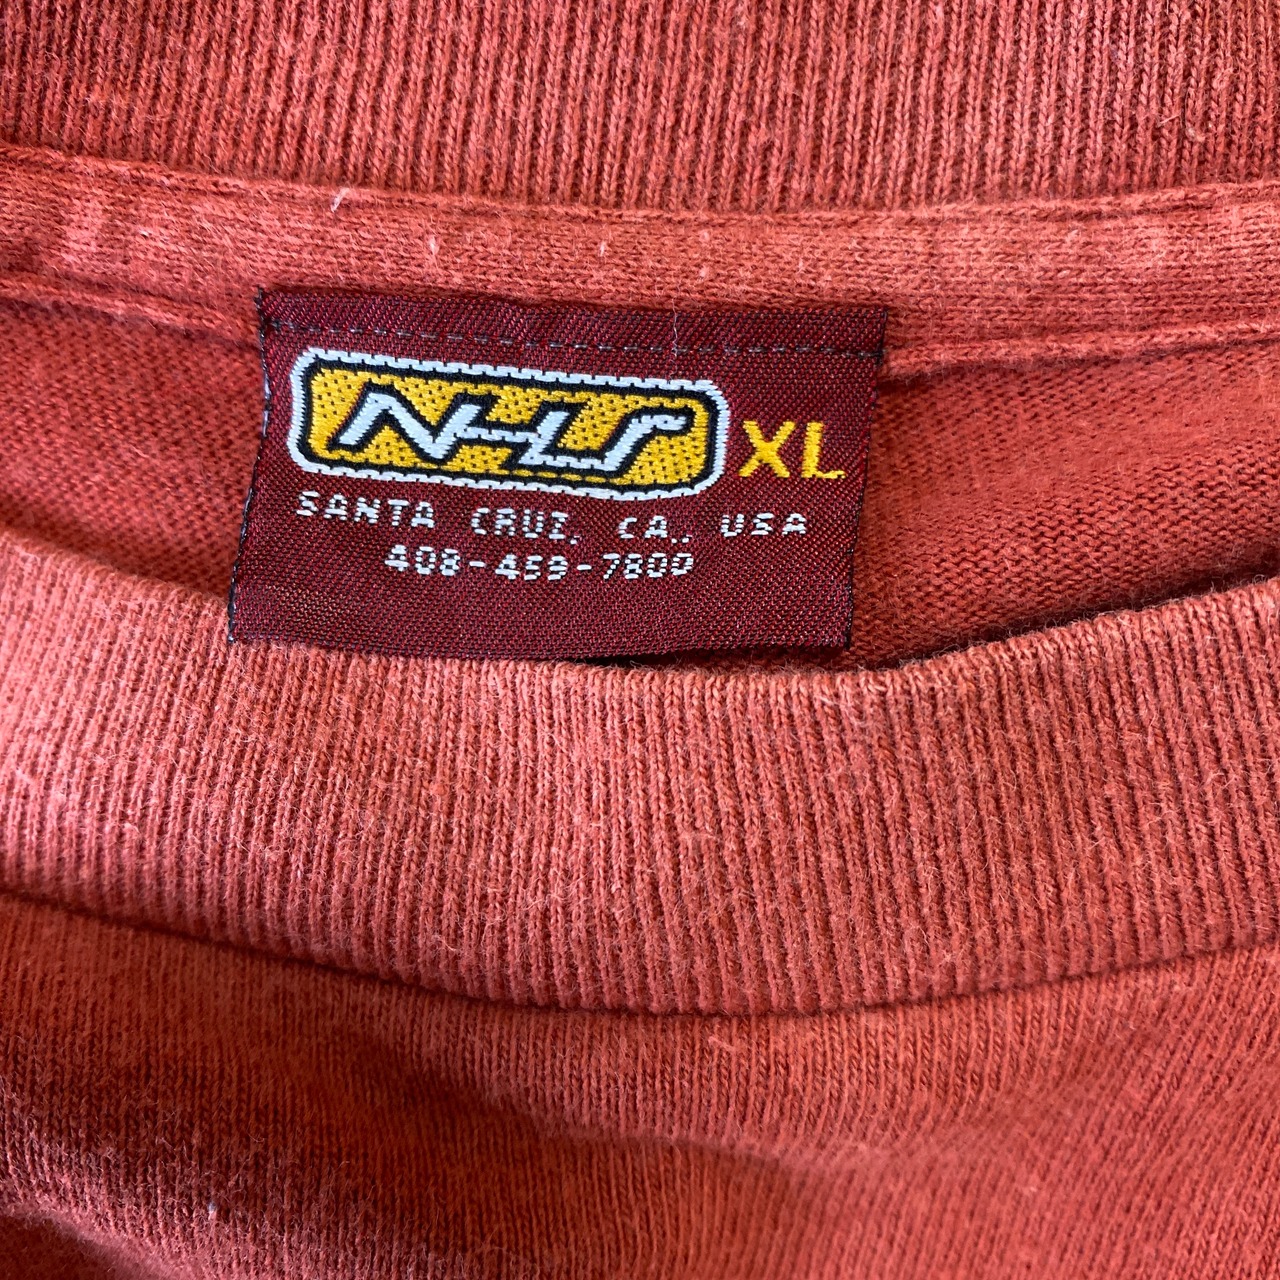 NHS XL
SANTA CRUZ, CA., USA
408-459-7800